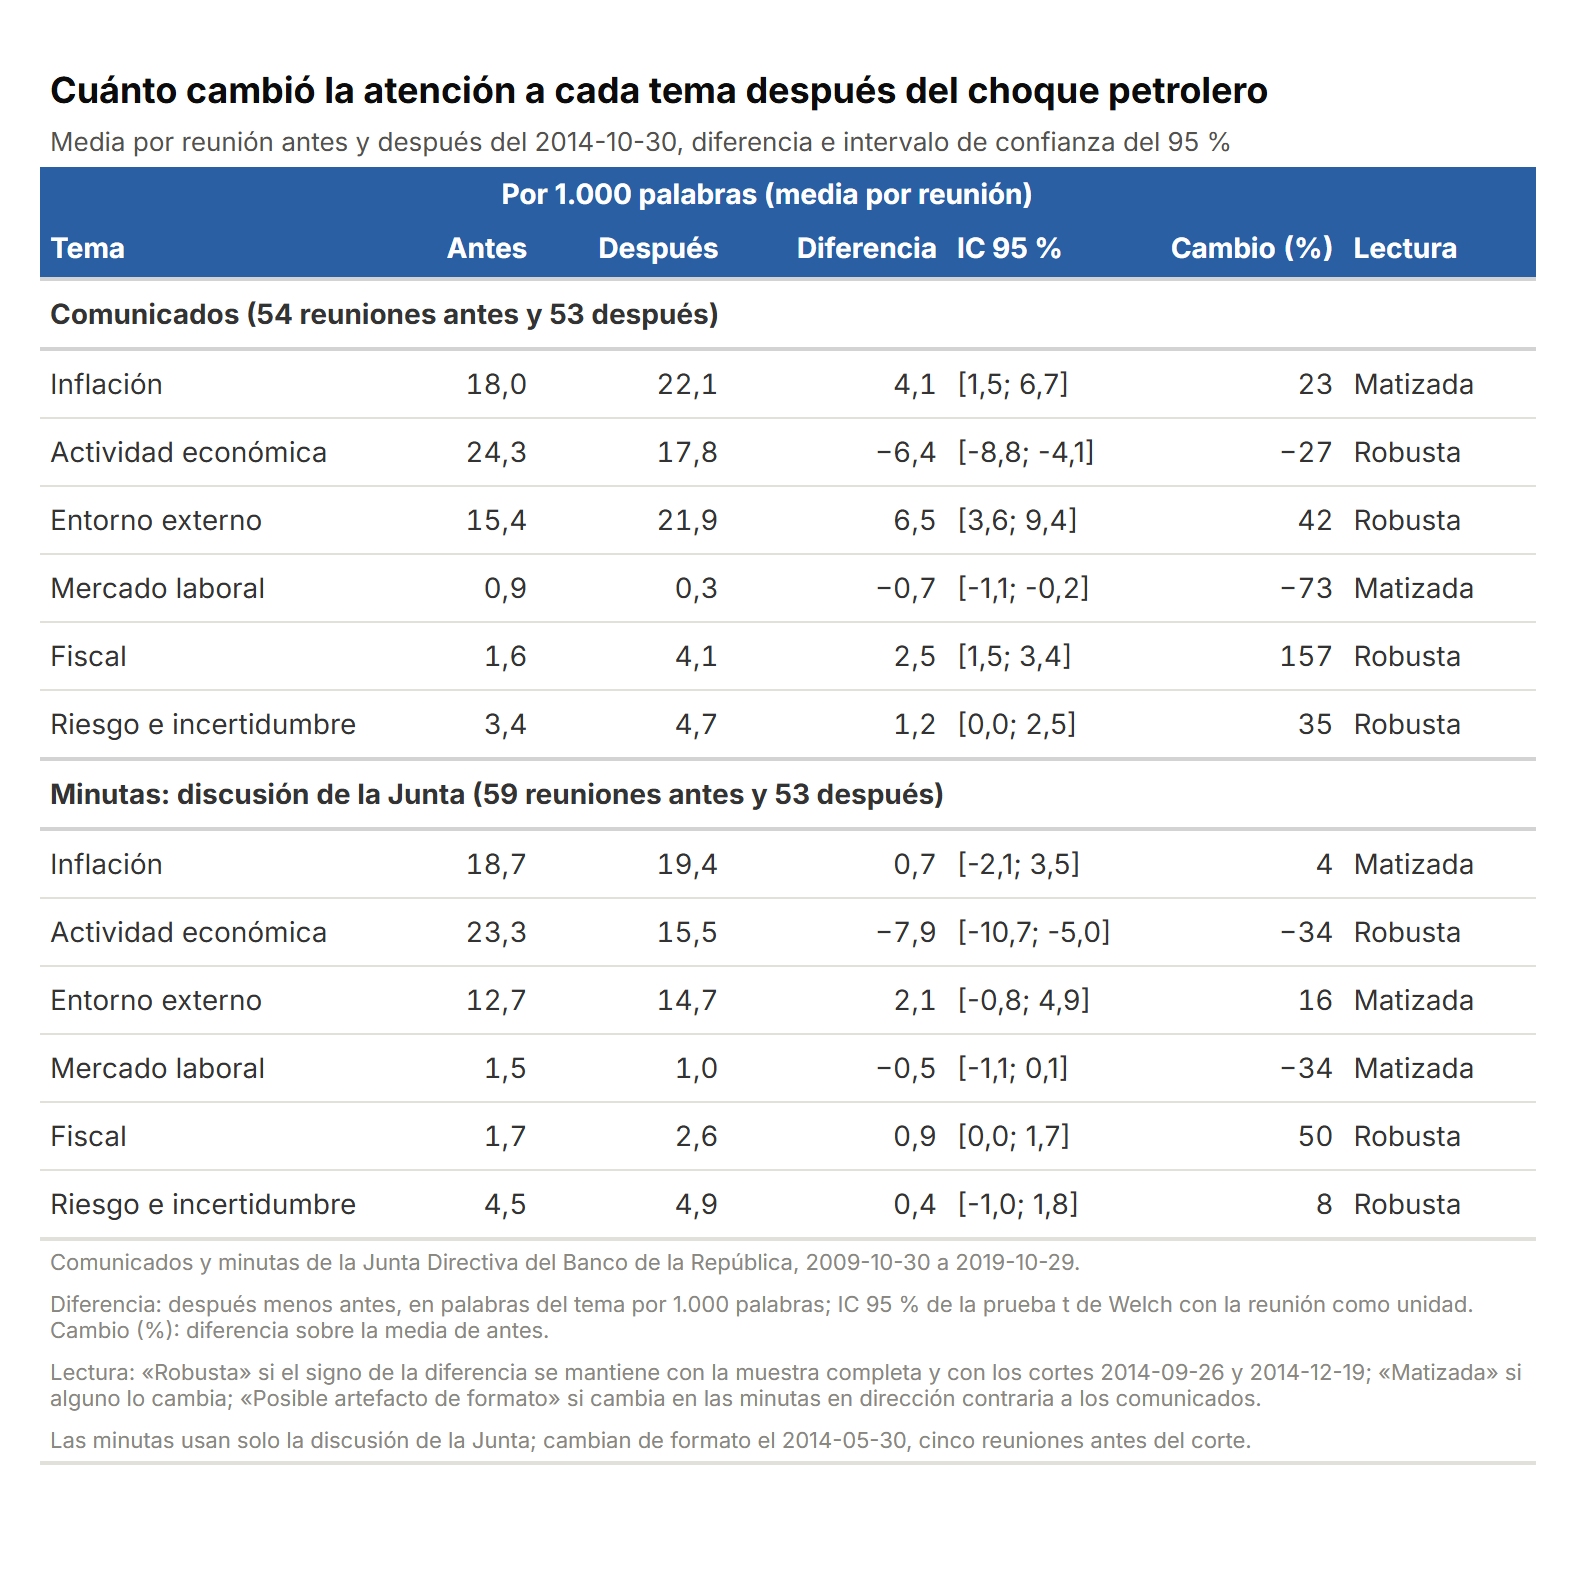 Cuánto cambió la atención a cada tema después del choque petrolero
Media por reunión antes y después del 2014-10-30, diferencia e intervalo de confianza del 95 %
Por 1.000 palabras (media por reunión)
Tema Antes Después Diferencia IC 95 % Cambio (%) Lectura
Comunicados (54 reuniones antes y 53 después)
Inflación 18,0 22,1 4,1 [1,5; 6,7] 23 Matizada
Actividad económica 24,3 17,8 −6,4 [-8,8; -4,1] −27 Robusta
Entorno externo 15,4 21,9 6,5 [3,6; 9,4] 42 Robusta
Mercado laboral 0,9 0,3 −0,7 [-1,1; -0,2] −73 Matizada
Fiscal 1,6 4,1 2,5 [1,5; 3,4] 157 Robusta
Riesgo e incertidumbre 3,4 4,7 1,2 [0,0; 2,5] 35 Robusta
Minutas: discusión de la Junta (59 reuniones antes y 53 después)
Inflación 18,7 19,4 0,7 [-2,1; 3,5] 4 Matizada
Actividad económica 23,3 15,5 −7,9 [-10,7; -5,0] −34 Robusta
Entorno externo 12,7 14,7 2,1 [-0,8; 4,9] 16 Matizada
Mercado laboral 1,5 1,0 −0,5 [-1,1; 0,1] −34 Matizada
Fiscal 1,7 2,6 0,9 [0,0; 1,7] 50 Robusta
Riesgo e incertidumbre 4,5 4,9 0,4 [-1,0; 1,8] 8 Robusta
Comunicados y minutas de la Junta Directiva del Banco de la República, 2009-10-30 a 2019-10-29.
Diferencia: después menos antes, en palabras del tema por 1.000 palabras; IC 95 % de la prueba t de Welch con la reunión como unidad.
Cambio (%): diferencia sobre la media de antes.
Lectura: «Robusta» si el signo de la diferencia se mantiene con la muestra completa y con los cortes 2014-09-26 y 2014-12-19; «Matizada» si
alguno lo cambia; «Posible artefacto de formato» si cambia en las minutas en dirección contraria a los comunicados.
Las minutas usan solo la discusión de la Junta; cambian de formato el 2014-05-30, cinco reuniones antes del corte.